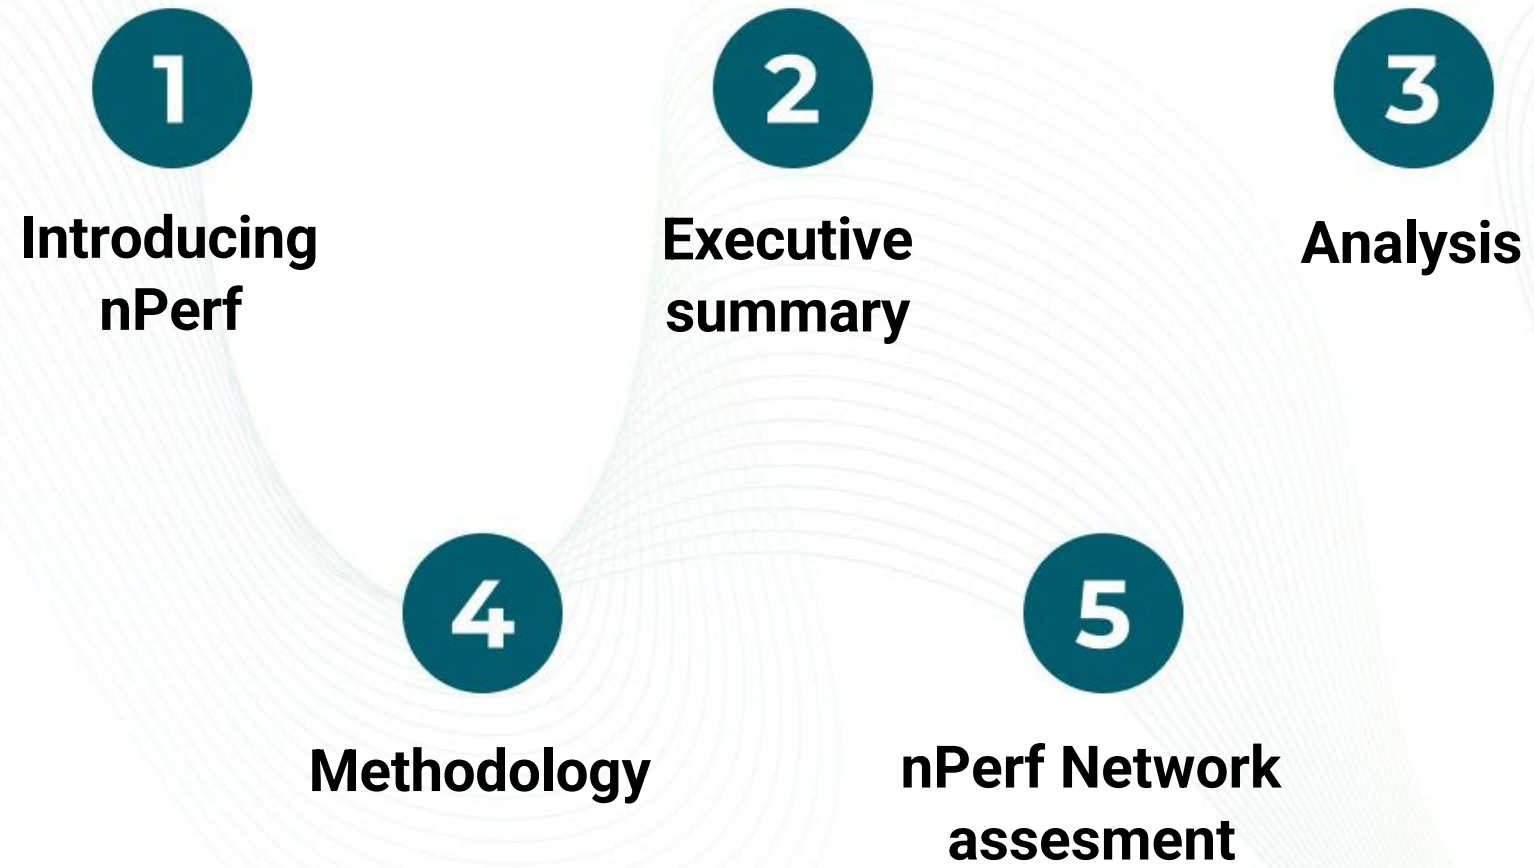 1
Introducing
nPerf
2
Executive
summary
3
Analysis
4
Methodology
5
nPerf Network
assesment